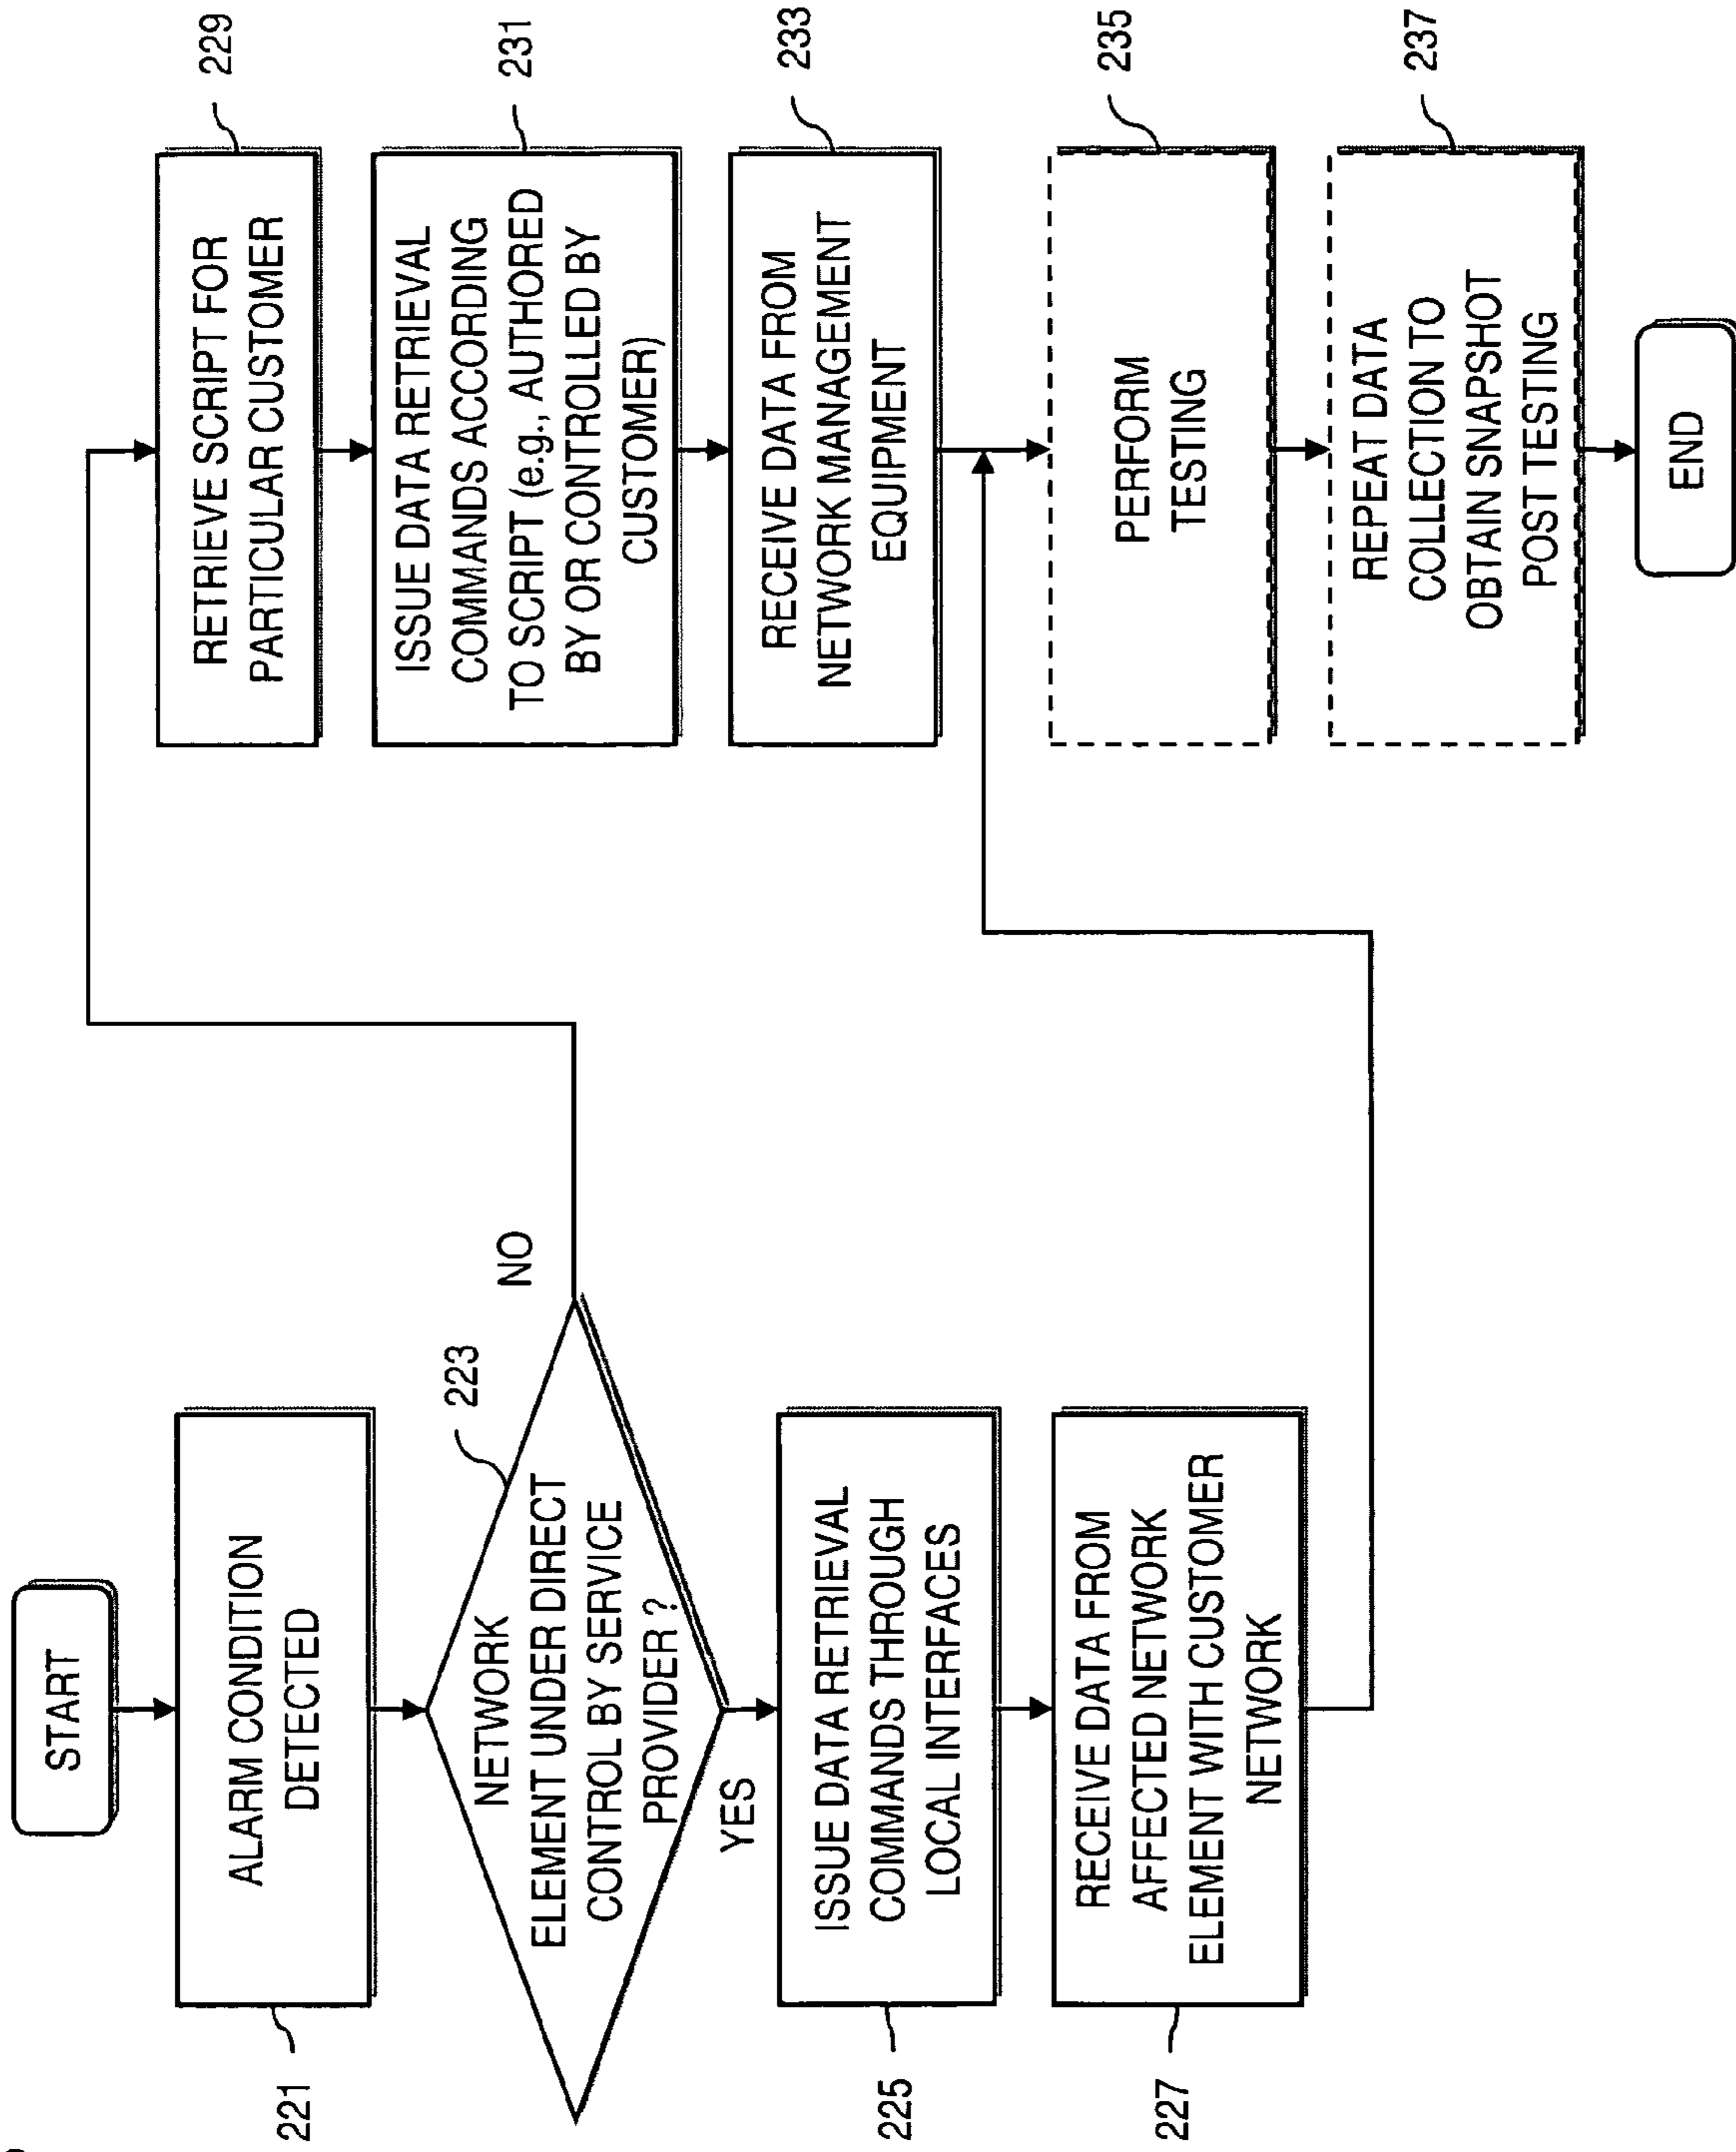 START
ALARM CONDITION
DETECTED
221
NETWORK
ELEMENT UNDER DIRECT
CONTROL BY SERVICE
PROVIDER ?
223
NO
YES
ISSUE DATA RETRIEVAL
COMMANDS THROUGH
LOCAL INTERFACES
225
RECEIVE DATA FROM
AFFECTED NETWORK
ELEMENT WITH CUSTOMER
NETWORK
227
RETRIEVE SCRIPT FOR
PARTICULAR CUSTOMER
229
ISSUE DATA RETRIEVAL
COMMANDS ACCORDING
TO SCRIPT (e.g., AUTHORED
BY OR CONTROLLED BY
CUSTOMER)
231
RECEIVE DATA FROM
NETWORK MANAGEMENT
EQUIPMENT
233
PERFORM
TESTING
235
REPEAT DATA
COLLECTION TO
OBTAIN SNAPSHOT
POST TESTING
237
END